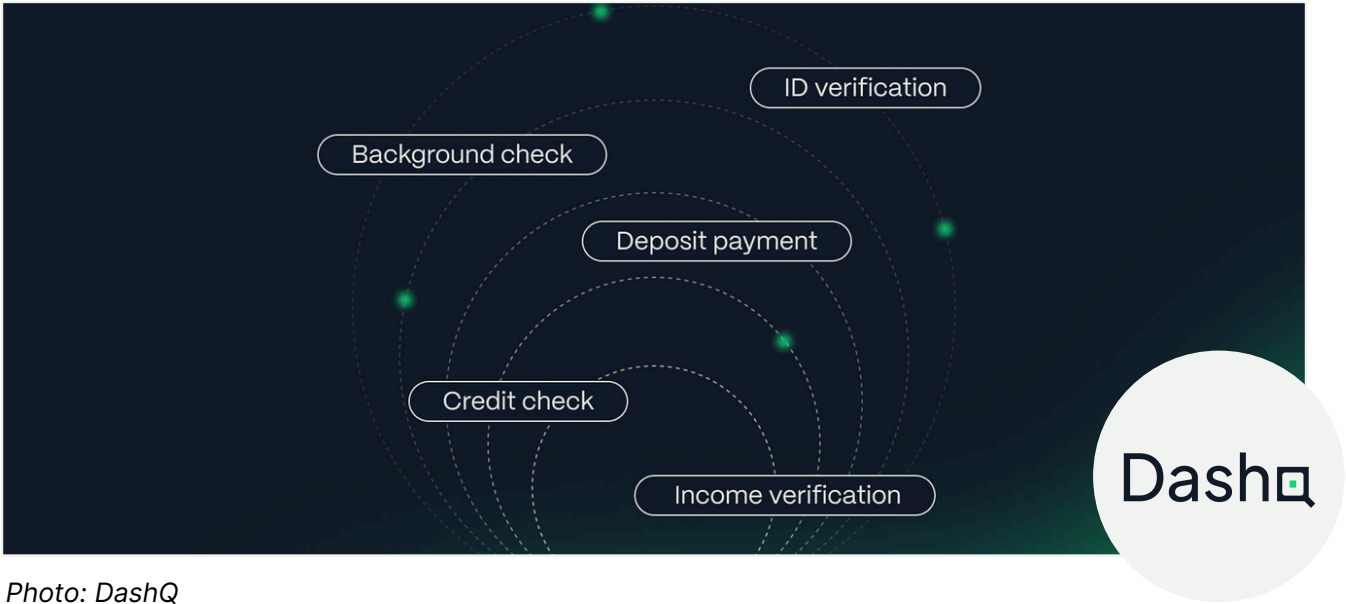 ID verification
Background check
Deposit payment
Credit check
Income verification
Dashq
Photo: DashQ